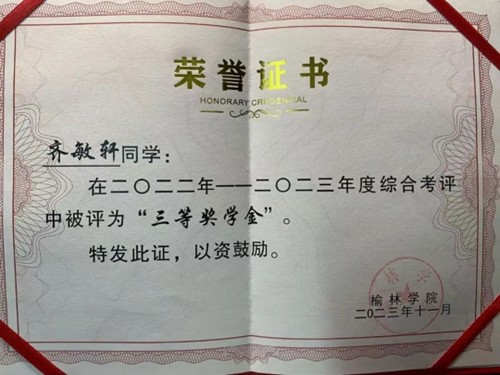 荣誉证书
HONORARY CREDENTIAL
齐敏轩同学：
在二〇二二年——二〇二三年度综合考评
中被评为“三等奖学金”。
特发此证，以资鼓励。
榆林学院
二〇二三年十一月